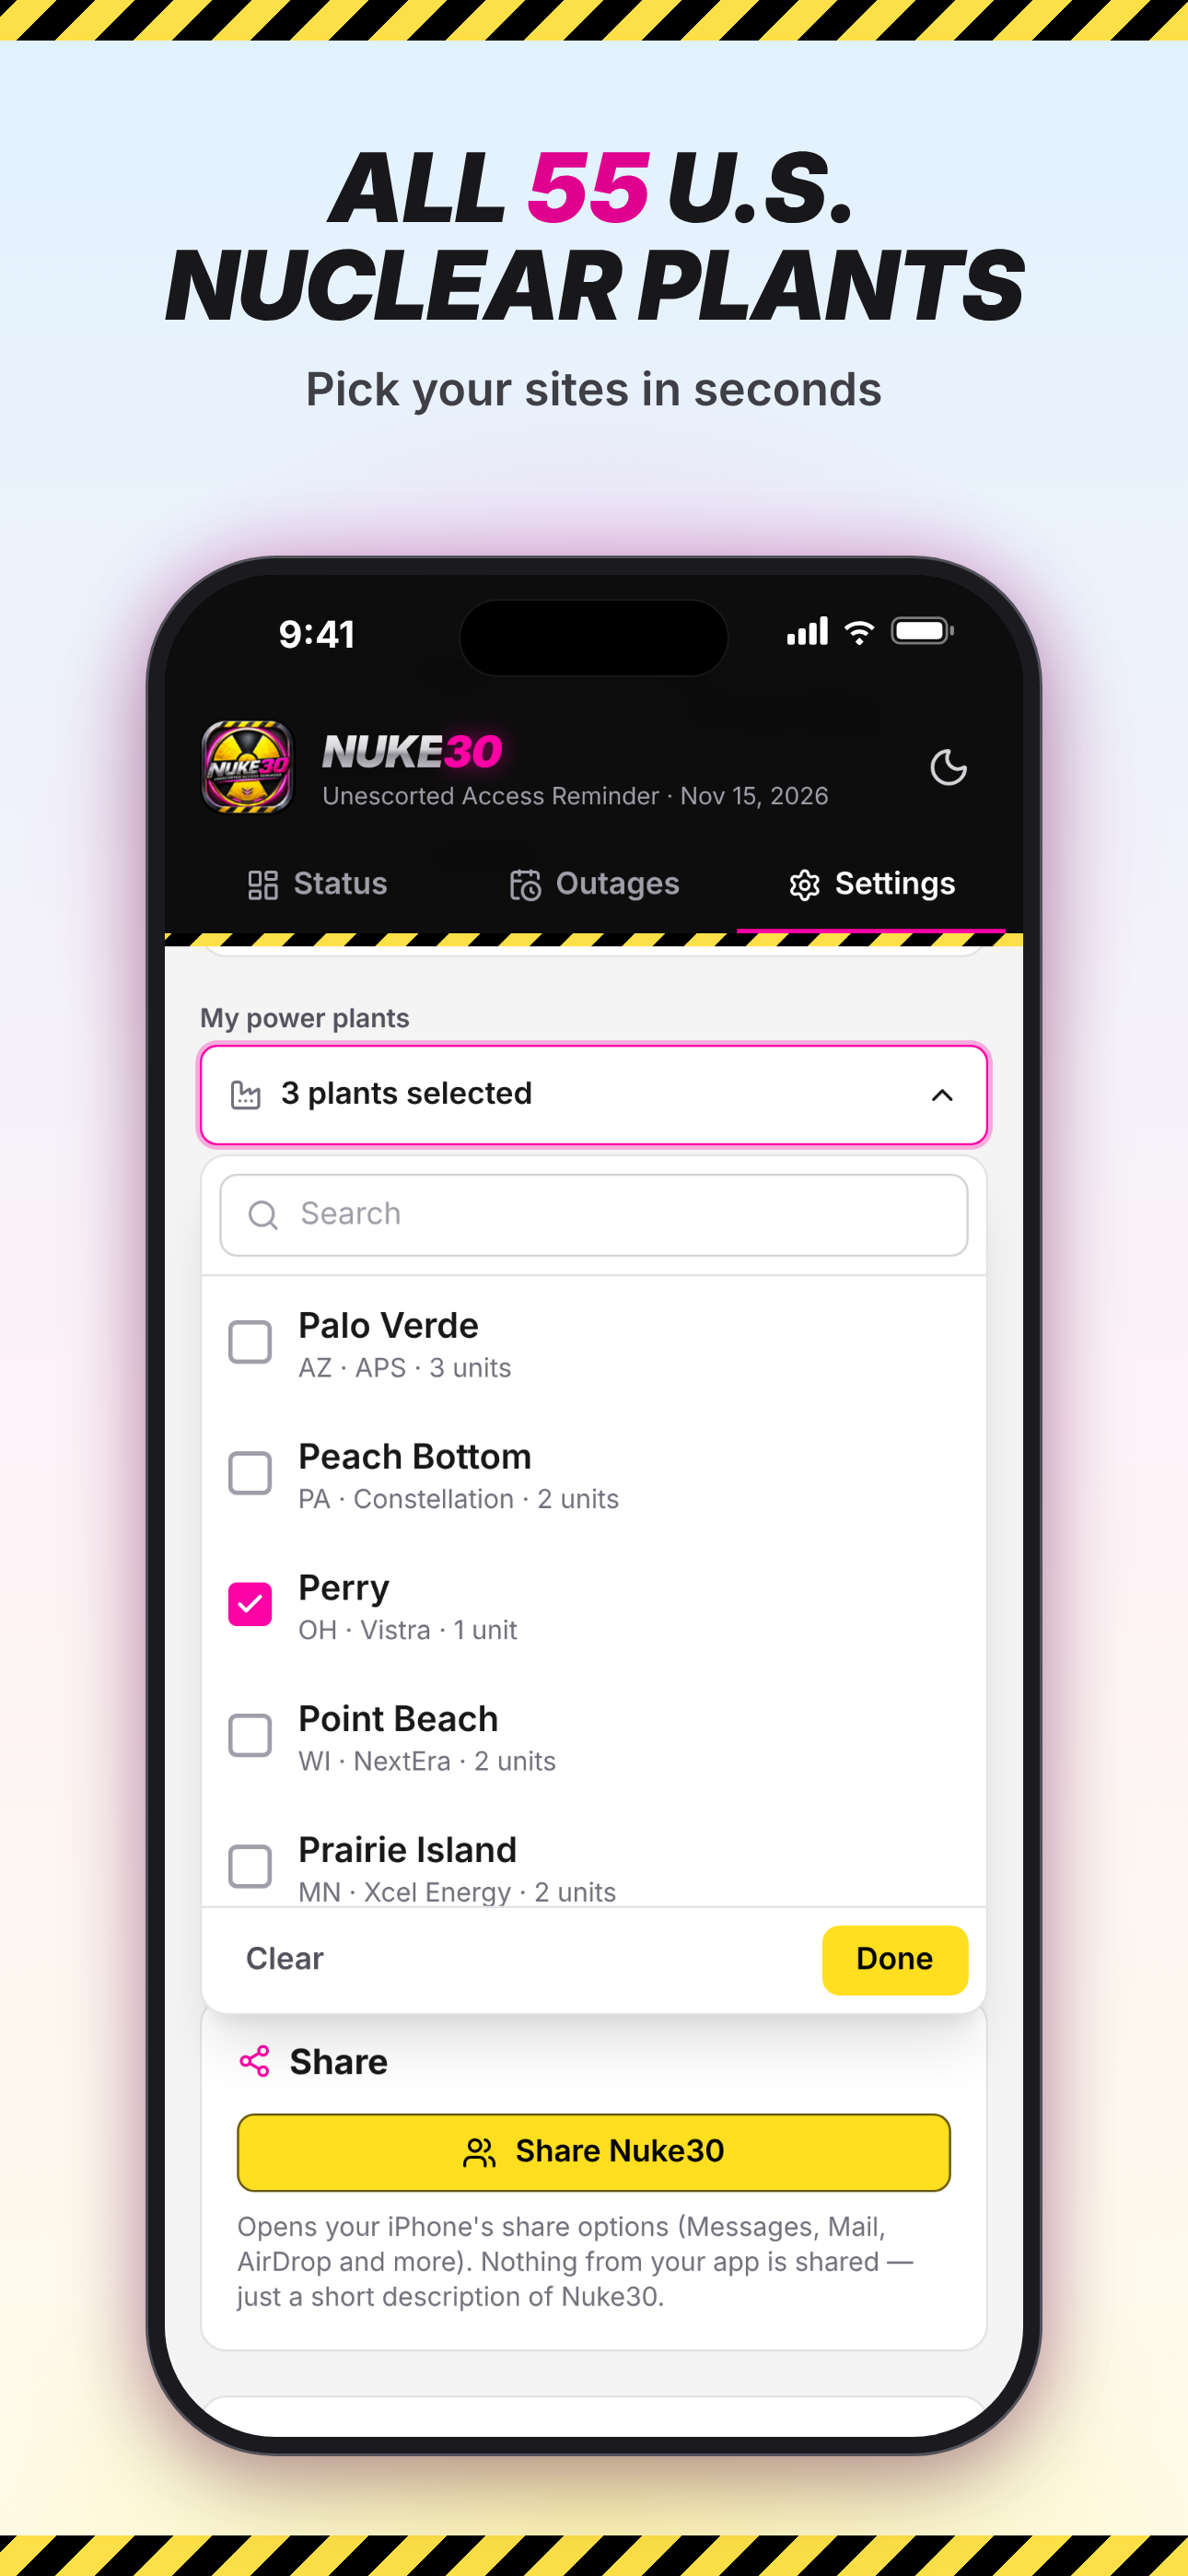 ALL 55 U.S.
NUCLEAR PLANTS
Pick your sites in seconds
9:41
NUKE30
NUKE30
Unescorted Access Reminder · Nov 15, 2026
Status
Outages
Settings
My power plants
3 plants selected
Search
Palo Verde
AZ · APS · 3 units
Peach Bottom
PA · Constellation · 2 units
Perry
OH · Vistra · 1 unit
Point Beach
WI · NextEra · 2 units
Prairie Island
MN · Xcel Energy · 2 units
Clear
Done
Share
Share Nuke30
Opens your iPhone's share options (Messages, Mail,
AirDrop and more). Nothing from your app is shared —
just a short description of Nuke30.